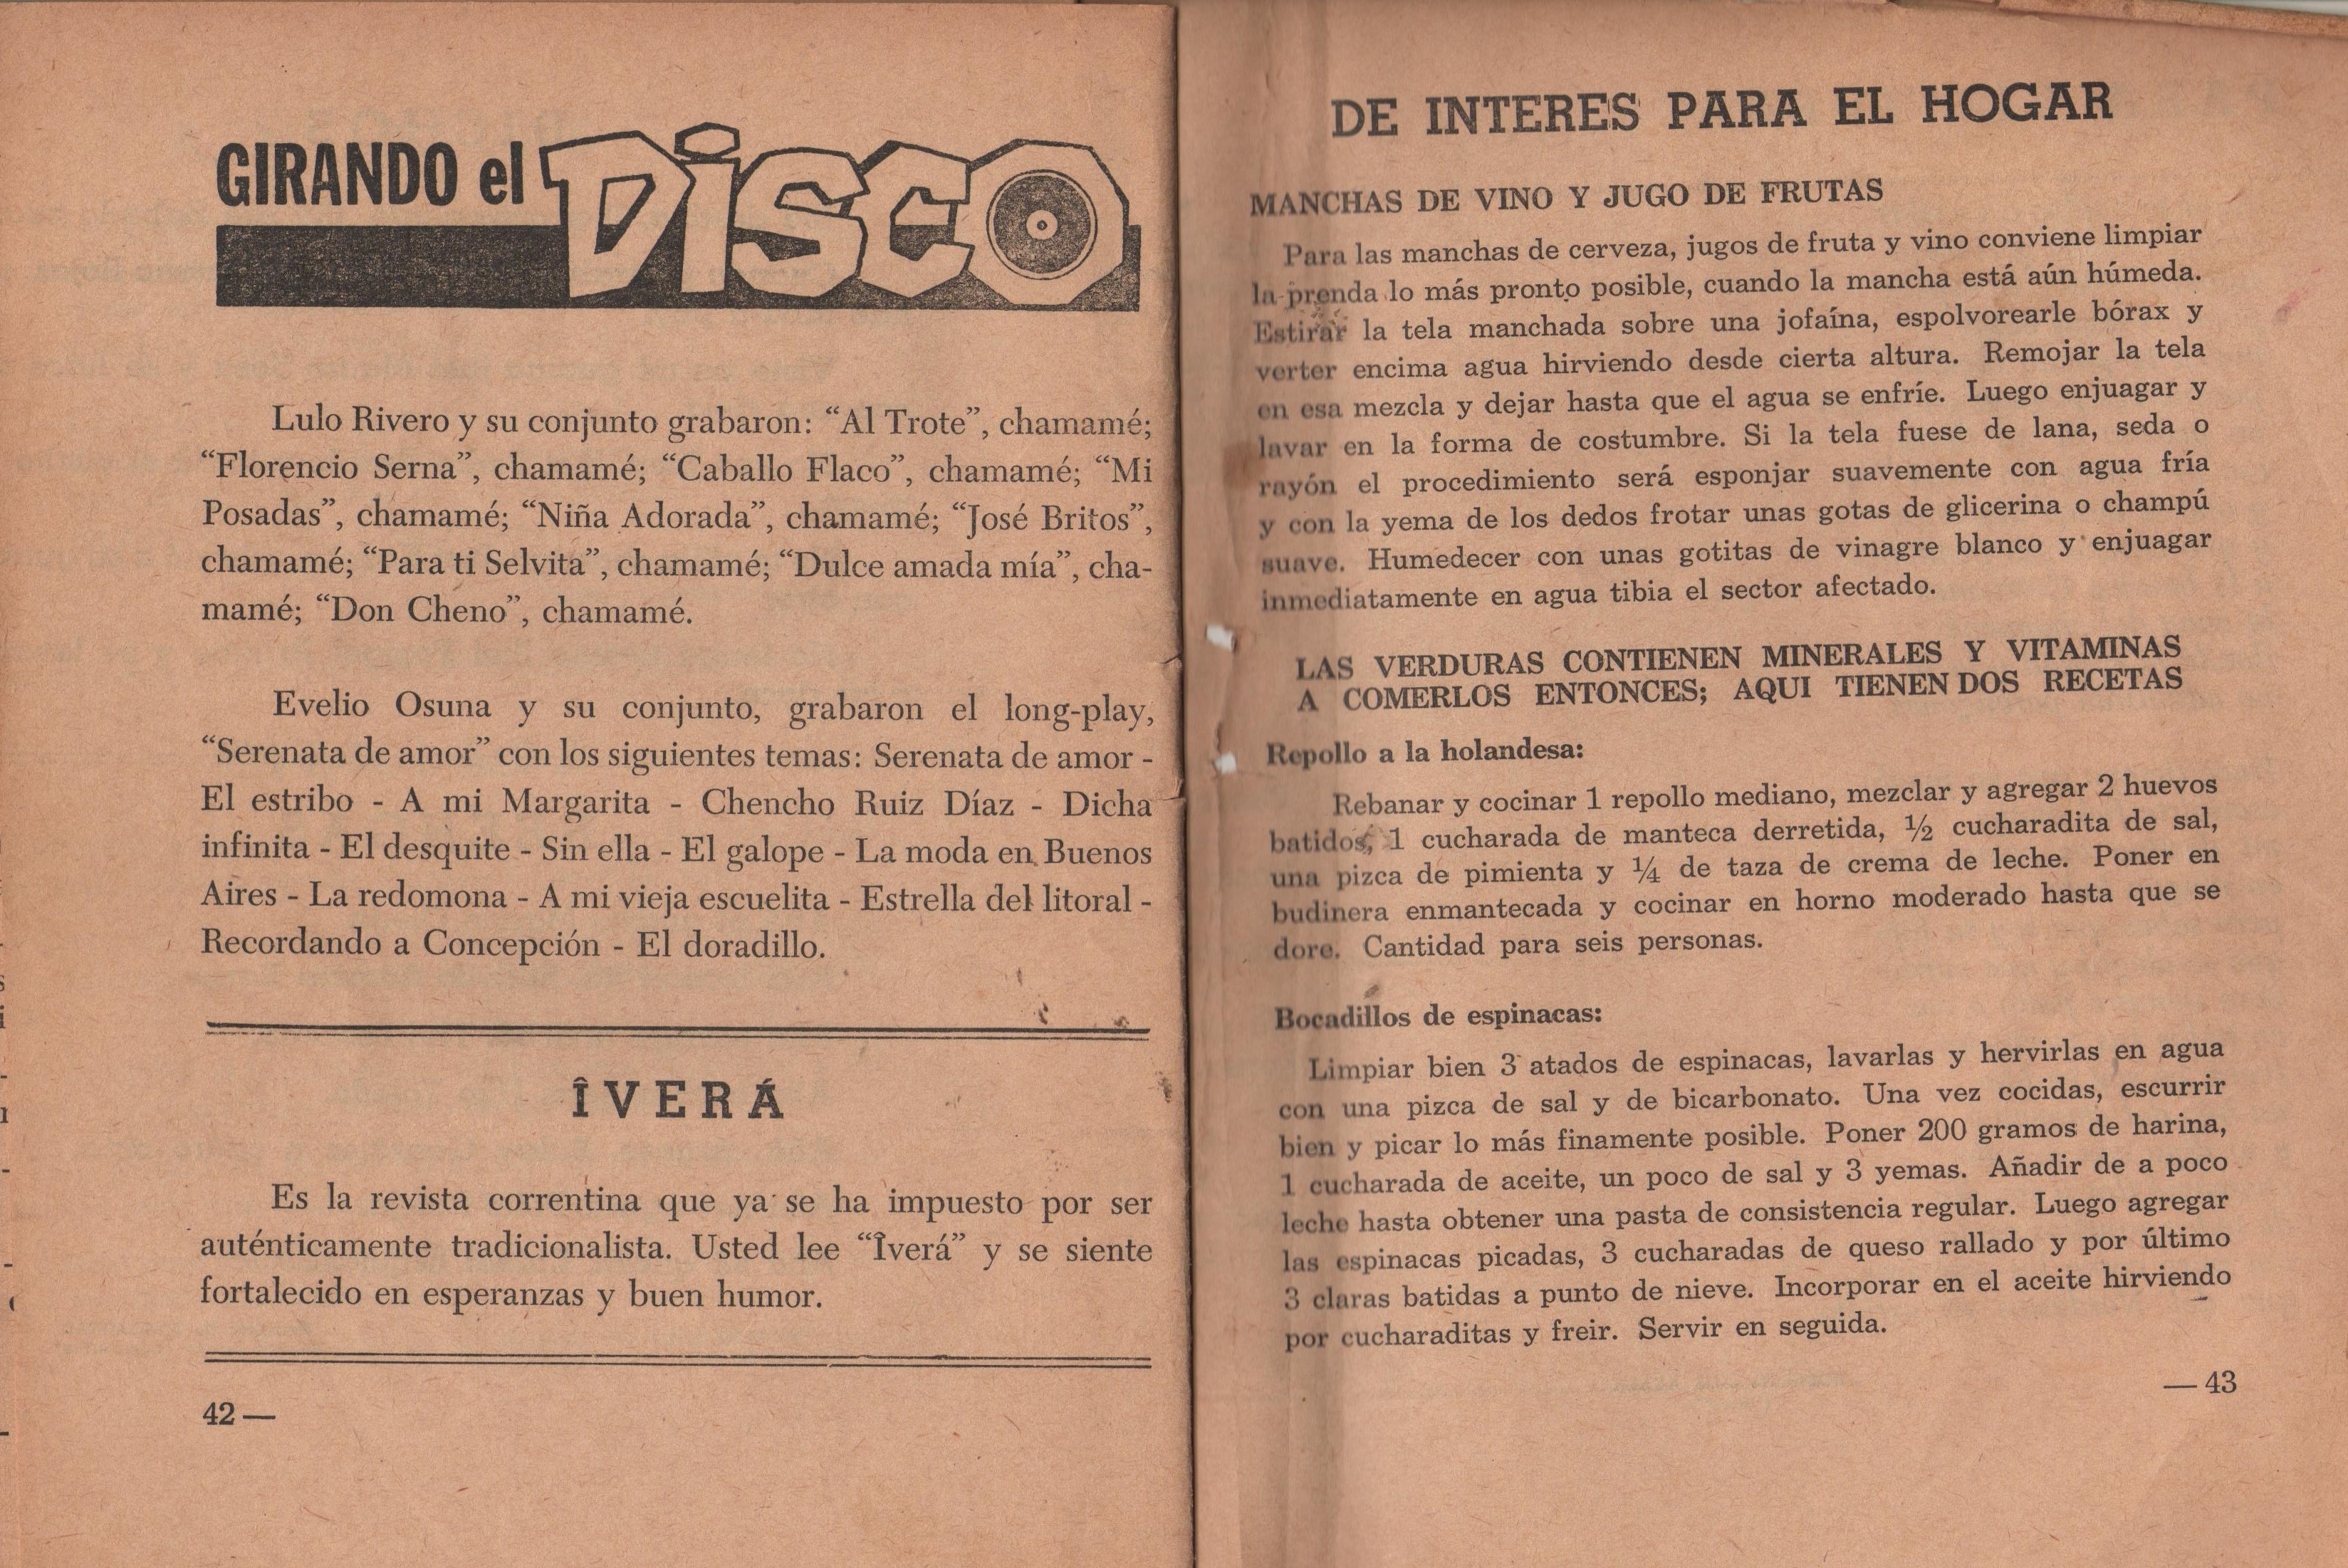 GIRANDO el DiSCO
Lulo Rivero y su conjunto grabaron: “Al Trote”, chamamé;
“Florencio Serna”, chamamé; “Caballo Flaco”, chamamé; “Mi
Posadas”, chamamé; “Niña Adorada”, chamamé; “José Britos”,
chamamé; “Para ti Selvita”, chamamé; “Dulce amada mía”, cha-
mamé; “Don Cheno”, chamamé.
Evelio Osuna y su conjunto, grabaron el long-play,
“Serenata de amor” con los siguientes temas: Serenata de amor -
El estribo - A mi Margarita - Chencho Ruiz Díaz - Dicha
infinita - El desquite - Sin ella - El galope - La moda en Buenos
Aires - La redomona - A mi vieja escuelita - Estrella del litoral -
Recordando a Concepción - El doradillo.
ÎVERÁ
Es la revista correntina que ya se ha impuesto por ser
auténticamente tradicionalista. Usted lee “Îverá” y se siente
fortalecido en esperanzas y buen humor.
42 —
DE INTERES PARA EL HOGAR
MANCHAS DE VINO Y JUGO DE FRUTAS
Para las manchas de cerveza, jugos de fruta y vino conviene limpiar
la prenda lo más pronto posible, cuando la mancha está aún húmeda.
Estirar la tela manchada sobre una jofaína, espolvorearle bórax y
verter encima agua hirviendo desde cierta altura. Remojar la tela
en esa mezcla y dejar hasta que el agua se enfríe. Luego enjuagar y
lavar en la forma de costumbre. Si la tela fuese de lana, seda o
rayón el procedimiento será esponjar suavemente con agua fría
y con la yema de los dedos frotar unas gotas de glicerina o champú
suave. Humedecer con unas gotitas de vinagre blanco y enjuagar
inmediatamente en agua tibia el sector afectado.
LAS VERDURAS CONTIENEN MINERALES Y VITAMINAS
A COMERLOS ENTONCES; AQUI TIENEN DOS RECETAS
Repollo a la holandesa:
Rebanar y cocinar 1 repollo mediano, mezclar y agregar 2 huevos
batidos, 1 cucharada de manteca derretida, ½ cucharadita de sal,
una pizca de pimienta y ¼ de taza de crema de leche. Poner en
budinera enmantecada y cocinar en horno moderado hasta que se
dore. Cantidad para seis personas.
Bocadillos de espinacas:
Limpiar bien 3 atados de espinacas, lavarlas y hervirlas en agua
con una pizca de sal y de bicarbonato. Una vez cocidas, escurrir
bien y picar lo más finamente posible. Poner 200 gramos de harina,
1 cucharada de aceite, un poco de sal y 3 yemas. Añadir de a poco
leche hasta obtener una pasta de consistencia regular. Luego agregar
las espinacas picadas, 3 cucharadas de queso rallado y por último
3 claras batidas a punto de nieve. Incorporar en el aceite hirviendo
por cucharaditas y freir. Servir en seguida.
— 43